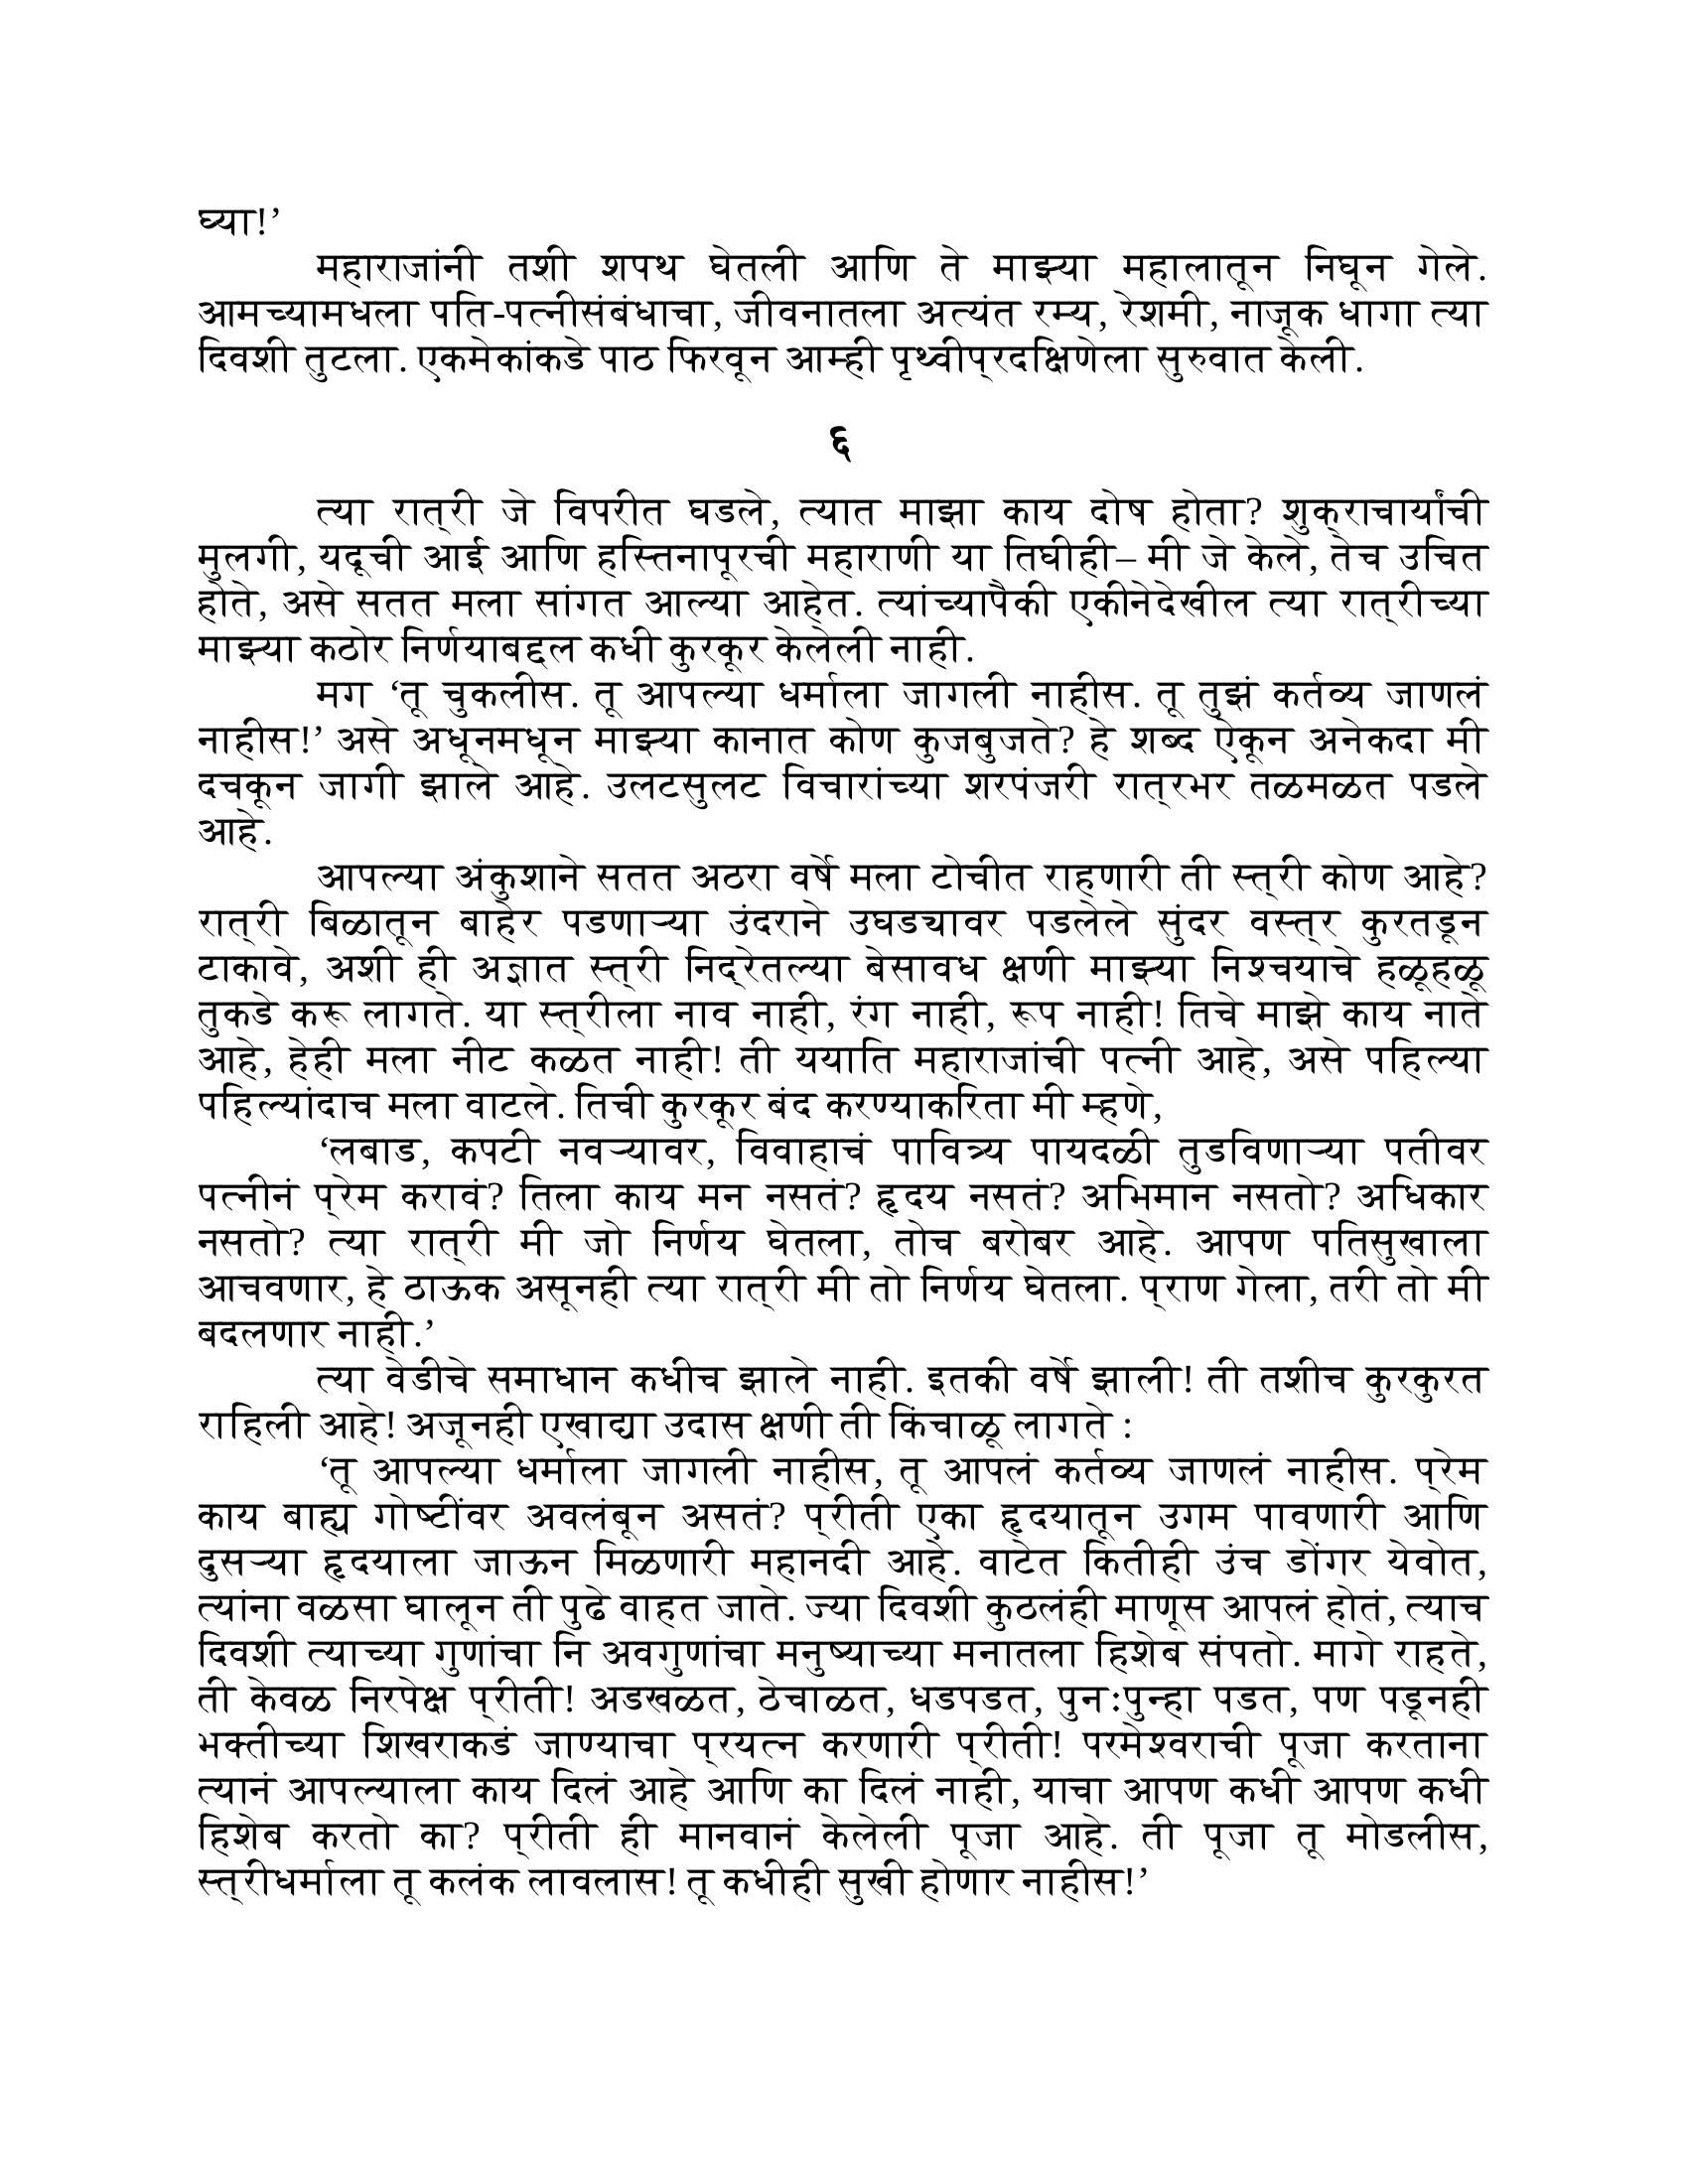 घ्या!’
महाराजांनी तशी शपथ घेतली आणि ते माझ्या महालातून निघून गेले.
आमच्यामधला पति-पत्नीसंबंधाचा, जीवनातला अत्यंत रम्य, रेशमी, नाजूक धागा त्या
दिवशी तुटला. एकमेकांकडे पाठ फिरवून आम्ही पृथ्वीप्रदक्षिणेला सुरुवात केली.
६
त्या रात्री जे विपरीत घडले, त्यात माझा काय दोष होता? शुक्राचार्यांची
मुलगी, यदूची आई आणि हस्तिनापूरची महाराणी या तिघीही– मी जे केले, तेच उचित
होते, असे सतत मला सांगत आल्या आहेत. त्यांच्यापैकी एकीनेदेखील त्या रात्रीच्या
माझ्या कठोर निर्णयाबद्दल कधी कुरकूर केलेली नाही.
मग ‘तू चुकलीस. तू आपल्या धर्माला जागली नाहीस. तू तुझं कर्तव्य जाणलं
नाहीस!’ असे अधूनमधून माझ्या कानात कोण कुजबुजते? हे शब्द ऐकून अनेकदा मी
दचकून जागी झाले आहे. उलटसुलट विचारांच्या शरपंजरी रात्रभर तळमळत पडले
आहे.
आपल्या अंकुशाने सतत अठरा वर्षे मला टोचीत राहणारी ती स्त्री कोण आहे?
रात्री बिळातून बाहेर पडणाऱ्या उंदराने उघड्यावर पडलेले सुंदर वस्त्र कुरतडून
टाकावे, अशी ही अज्ञात स्त्री निद्रेतल्या बेसावध क्षणी माझ्या निश्चयाचे हळूहळू
तुकडे करू लागते. या स्त्रीला नाव नाही, रंग नाही, रूप नाही! तिचे माझे काय नाते
आहे, हेही मला नीट कळत नाही! ती ययाति महाराजांची पत्नी आहे, असे पहिल्या
पहिल्यांदाच मला वाटले. तिची कुरकूर बंद करण्याकरिता मी म्हणे,
‘लबाड, कपटी नवऱ्यावर, विवाहाचं पावित्र्य पायदळी तुडविणाऱ्या पतीवर
पत्नीनं प्रेम करावं? तिला काय मन नसतं? हृदय नसतं? अभिमान नसतो? अधिकार
नसतो? त्या रात्री मी जो निर्णय घेतला, तोच बरोबर आहे. आपण पतिसुखाला
आचवणार, हे ठाऊक असूनही त्या रात्री मी तो निर्णय घेतला. प्राण गेला, तरी तो मी
बदलणार नाही.’
त्या वेडीचे समाधान कधीच झाले नाही. इतकी वर्षे झाली! ती तशीच कुरकुरत
राहिली आहे! अजूनही एखाद्या उदास क्षणी ती किंचाळू लागते :
‘तू आपल्या धर्माला जागली नाहीस, तू आपलं कर्तव्य जाणलं नाहीस. प्रेम
काय बाह्य गोष्टींवर अवलंबून असतं? प्रीती एका हृदयातून उगम पावणारी आणि
दुसऱ्या हृदयाला जाऊन मिळणारी महानदी आहे. वाटेत कितीही उंच डोंगर येवोत,
त्यांना वळसा घालून ती पुढे वाहत जाते. ज्या दिवशी कुठलंही माणूस आपलं होतं, त्याच
दिवशी त्याच्या गुणांचा नि अवगुणांचा मनुष्याच्या मनातला हिशेब संपतो. मागे राहते,
ती केवळ निरपेक्ष प्रीती! अडखळत, ठेचाळत, धडपडत, पुनःपुन्हा पडत, पण पडूनही
भक्तीच्या शिखराकडं जाण्याचा प्रयत्न करणारी प्रीती! परमेश्वराची पूजा करताना
त्यानं आपल्याला काय दिलं आहे आणि का दिलं नाही, याचा आपण कधी आपण कधी
हिशेब करतो का? प्रीती ही मानवानं केलेली पूजा आहे. ती पूजा तू मोडलीस,
स्त्रीधर्माला तू कलंक लावलास! तू कधीही सुखी होणार नाहीस!’